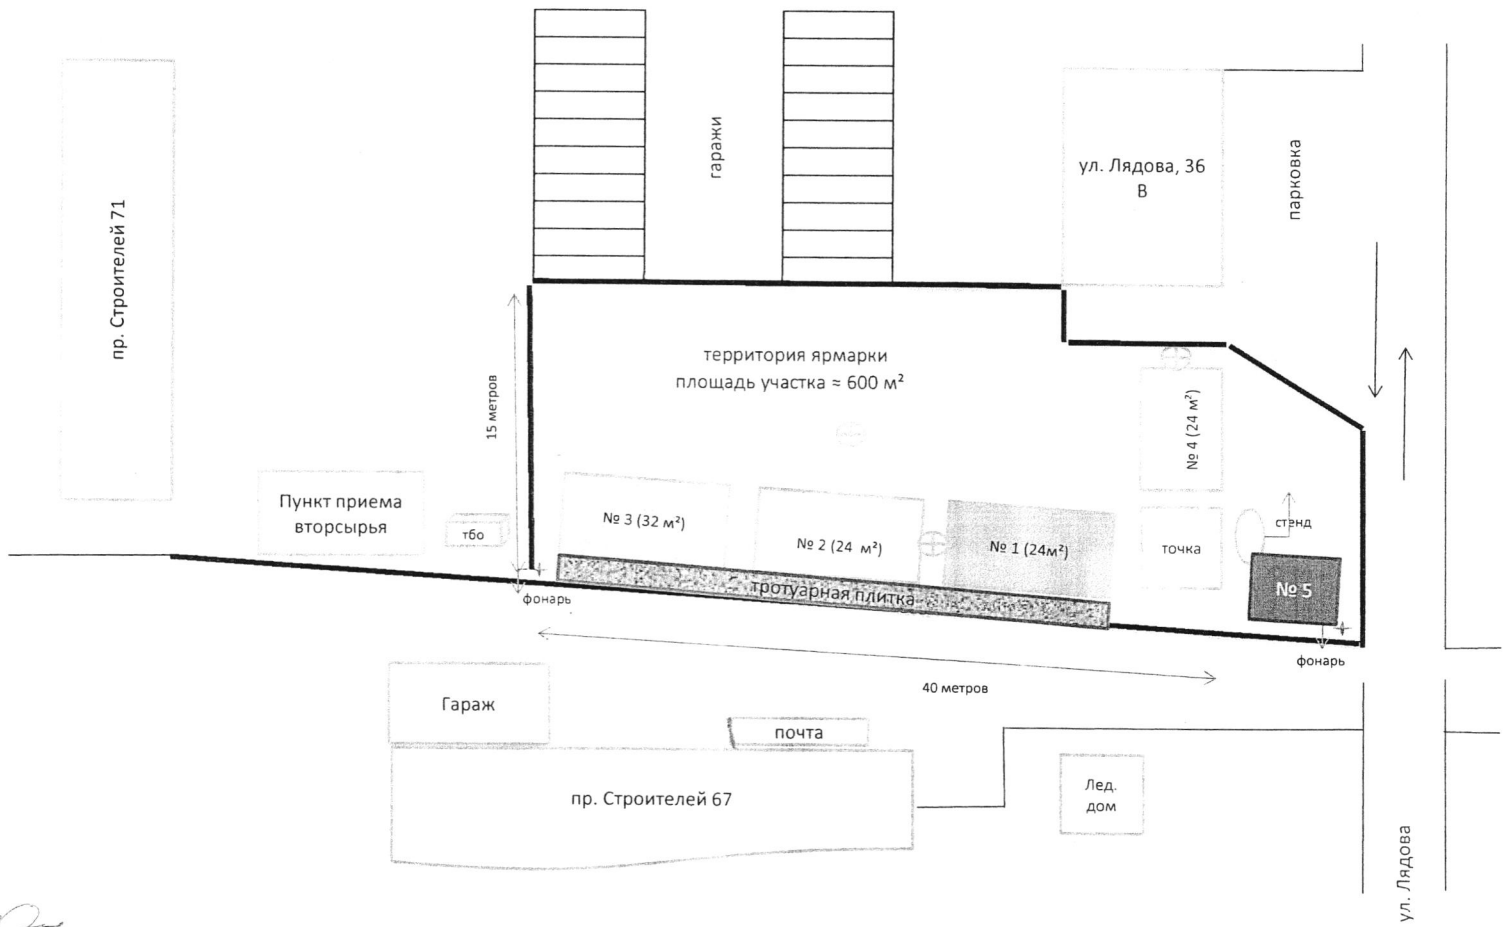 гаражи
ул. Лядова, 36
В
парковка
пр. Строителей 71
территория ярмарки
площадь участка ≈ 600 м²
15 метров
№ 4 (24 м²)
Пункт приема
вторсырья
тбо
№ 3 (32 м²)
№ 2 (24 м²)
№ 1 (24м²)
точка
стенд
№ 5
тротуарная плитка
фонарь
фонарь
40 метров
Гараж
почта
пр. Строителей 67
Лед.
дом
ул. Лядова